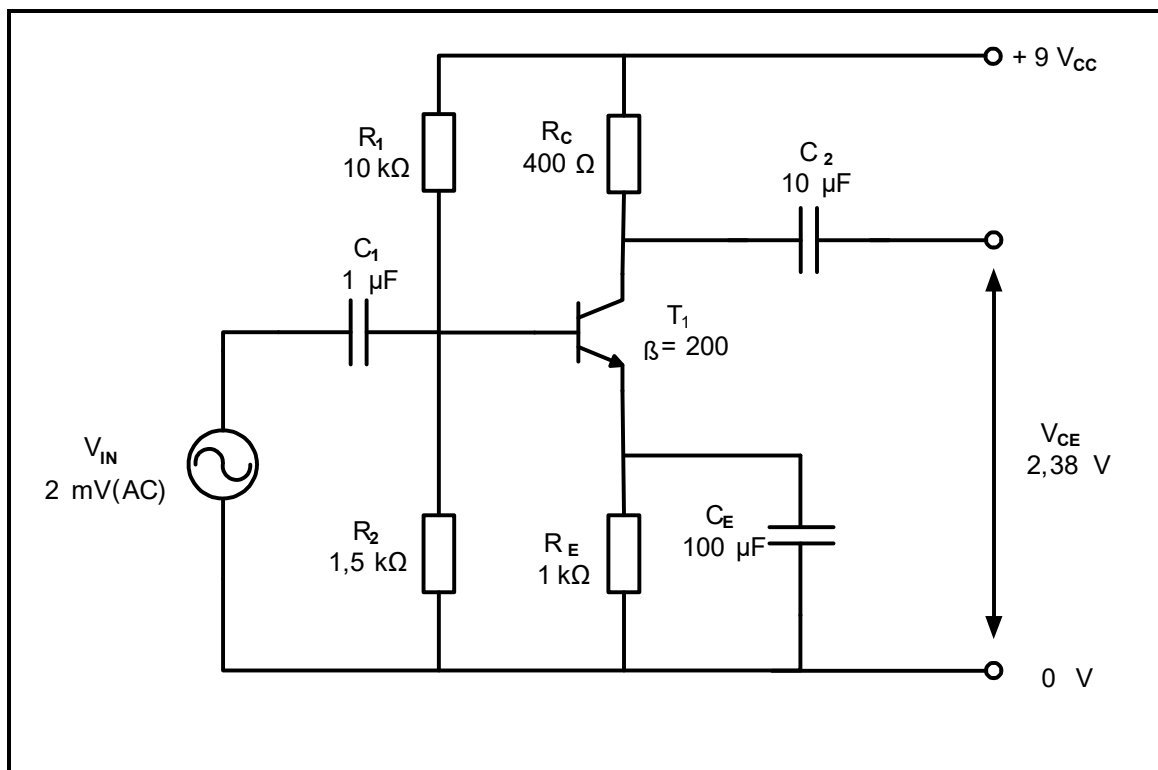 + 9 VCC
R1
10 kΩ
RC
400 Ω
C2
10 µF
C1
1 µF
T1
ß = 200
VIN
2 mV(AC)
VCE
2,38 V
R2
1,5 kΩ
RE
1 kΩ
CE
100 µF
0 V